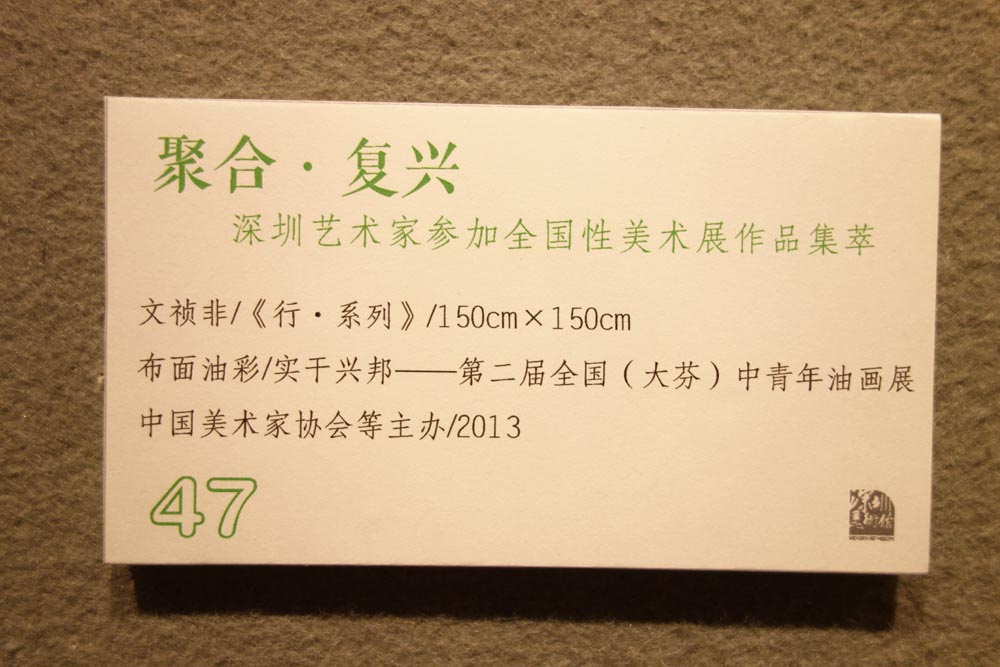 聚合·复兴
深圳艺术家参加全国性美术展作品集萃
文祯非/《行·系列》/150cm×150cm
布面油彩/实干兴邦——第二届全国（大芬）中青年油画展
中国美术家协会等主办/2013
47